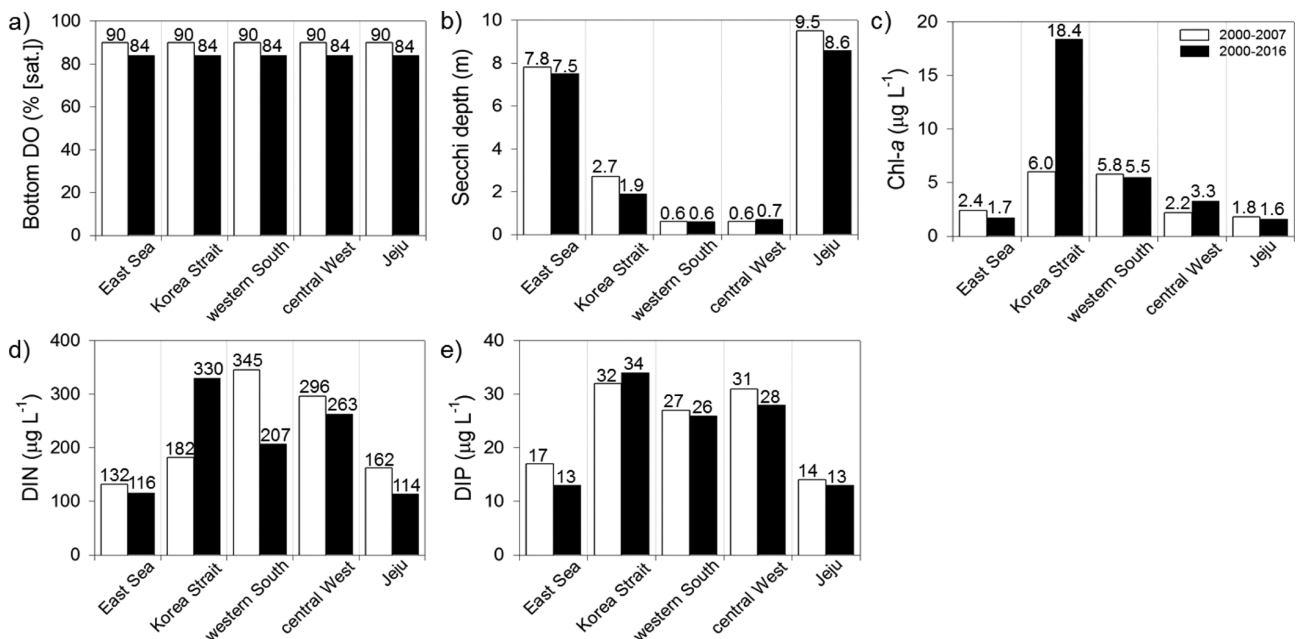 a)
Bottom DO (% [sat.])
100
80
60
40
20
0
90 84 90 84 90 84 90 84 90 84
East Sea
Korea Strait
western South
central West
Jeju
b)
Secchi depth (m)
10
8
6
4
2
0
7.8 7.5 2.7 1.9 0.6 0.6 0.6 0.7 9.5 8.6
East Sea
Korea Strait
western South
central West
Jeju
c)
Chl-a (µg L⁻¹)
20
15
10
5
0
2.4 1.7 6.0 18.4 5.8 5.5 2.2 3.3 1.8 1.6
2000-2007
2000-2016
East Sea
Korea Strait
western South
central West
Jeju
d)
DIN (µg L⁻¹)
400
300
200
100
0
132 116 182 330 345 207 296 263 162 114
East Sea
Korea Strait
western South
central West
Jeju
e)
DIP (µg L⁻¹)
40
30
20
10
0
17 13 32 34 27 26 31 28 14 13
East Sea
Korea Strait
western South
central West
Jeju